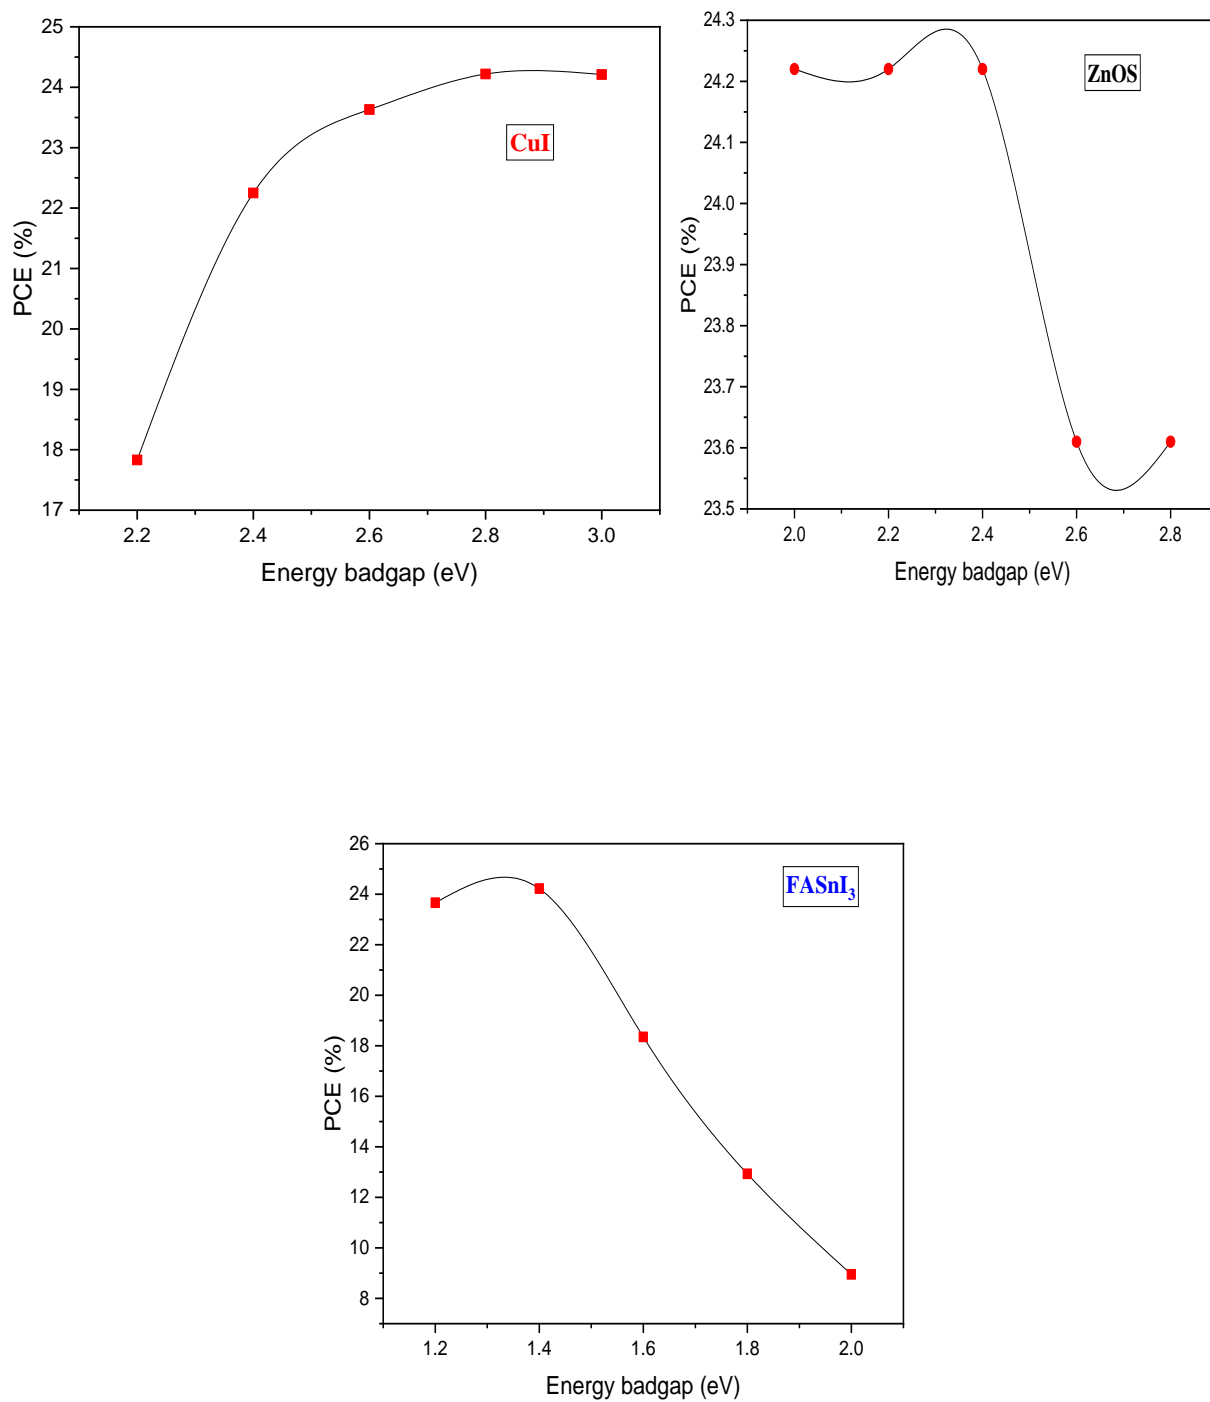 25
24
23
22
21
20
19
18
17
PCE (%)
CuI
2.2 2.4 2.6 2.8 3.0
Energy badgap (eV)
24.3
24.2
24.1
24.0
23.9
23.8
23.7
23.6
23.5
PCE (%)
ZnOS
2.0 2.2 2.4 2.6 2.8
Energy badgap (eV)
26
24
22
20
18
16
14
12
10
8
PCE (%)
FASnI₃
1.2 1.4 1.6 1.8 2.0
Energy badgap (eV)